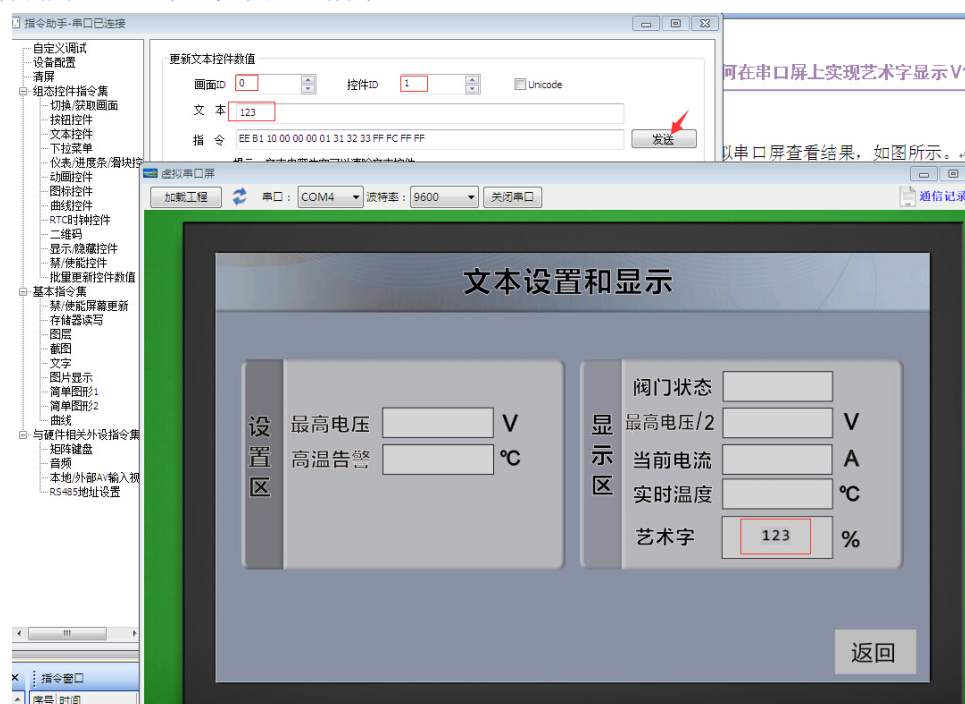 指令助手-串口已连接
自定义调试
设备配置
清屏
组态控件指令集
切换/获取画面
按钮控件
文本控件
下拉菜单
仪表/进度条/滑块控
动画控件
图标控件
曲线控件
RTC时钟控件
二维码
显示/隐藏控件
禁/使能控件
批里更新控件数值
基本指令集
禁/使能屏幕更新
存储器读写
图层
截图
文字
图片显示
简单图形1
简单图形2
曲线
与硬件相关外设指令集
矩阵键盘
音频
本地/外部AV输入视
RS485地址设置
更新文本控件数值
画面ID 0 控件ID 1 Unicode
文 本 123
指 令 EE B1 10 00 00 00 01 31 32 33 FF FC FF FF 发送
何在串口屏上实现艺术字显示V
拟串口屏查看结果，如图所示。
虚拟串口屏
加载工程 串口： COM4 波特率： 9600 关闭串口 通信记录
文本设置和显示
设置区
最高电压 V
高温告警 ℃
显示区
阀门状态
最高电压/2 V
当前电流 A
实时温度 ℃
艺术字 123 %
返回
指令窗口
序号 时间